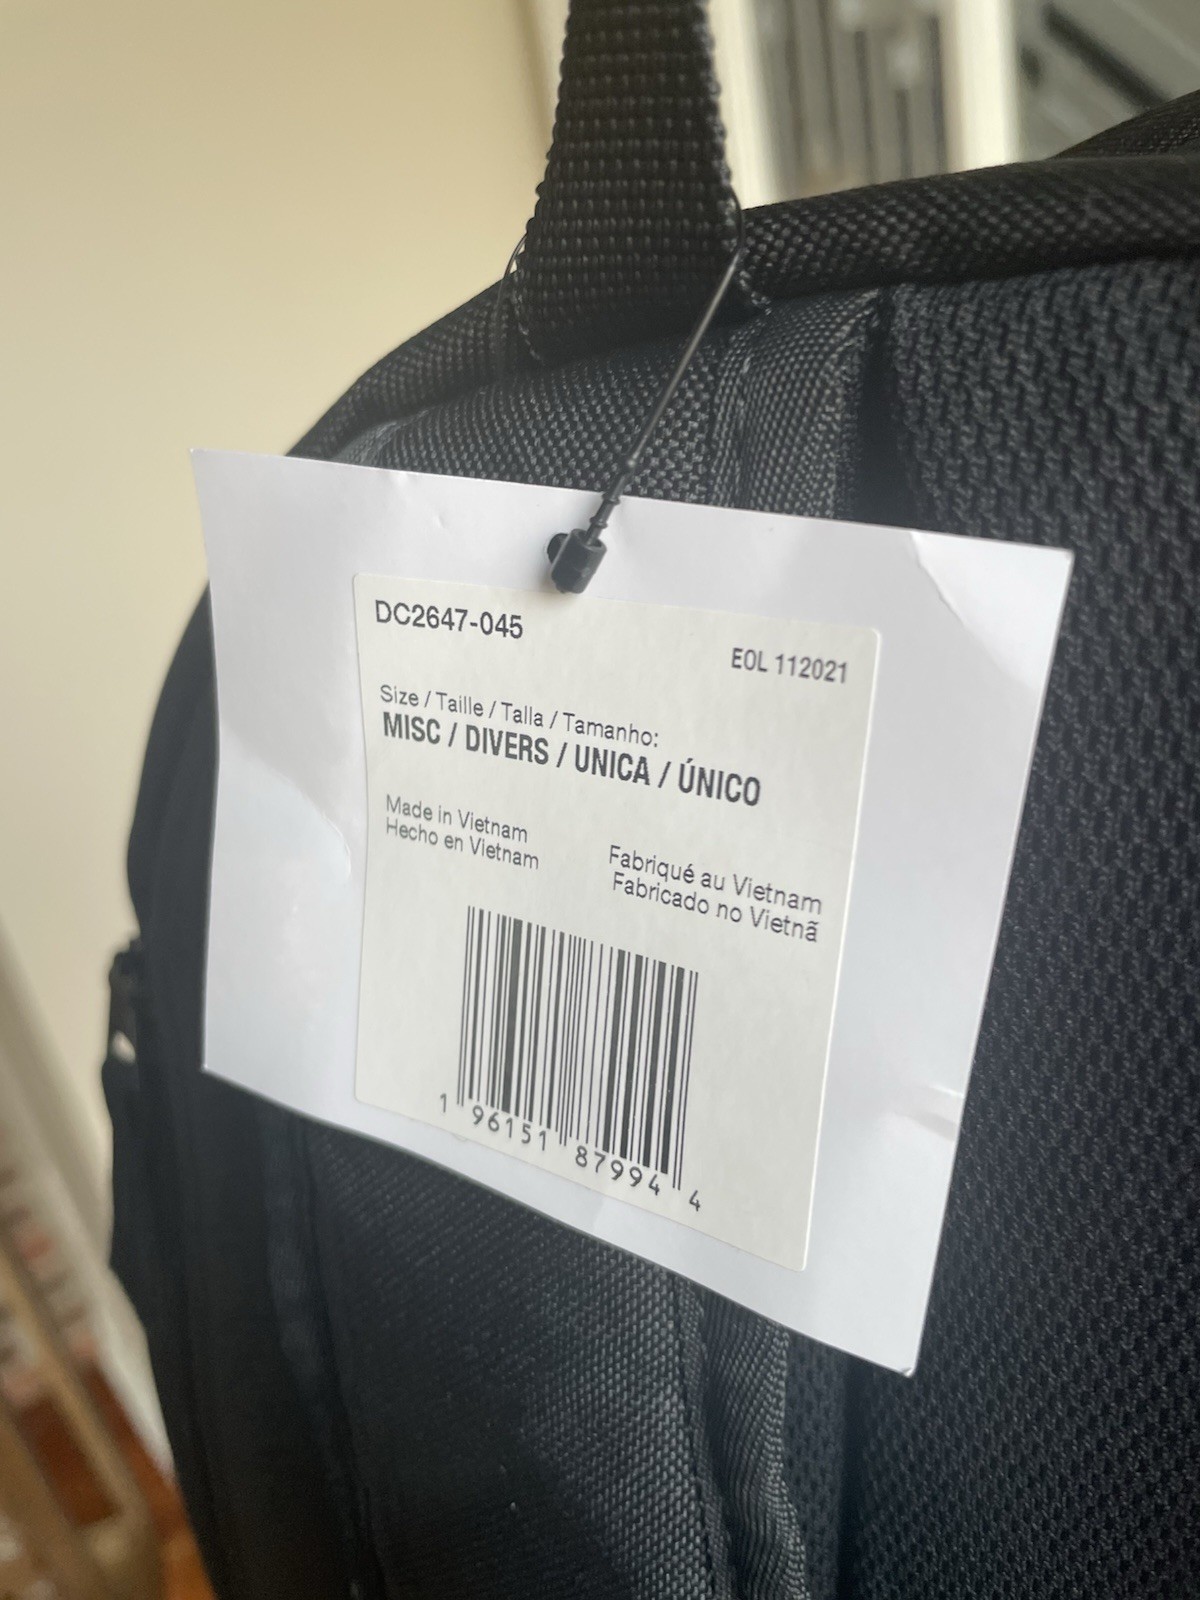 DC2647-045
EOL 112021
Size / Taille / Talla / Tamanho:
MISC / DIVERS / UNICA / ÚNICO
Made in Vietnam
Hecho en Vietnam
Fabriqué au Vietnam
Fabricado no Vietnã
1 96151 87994 4